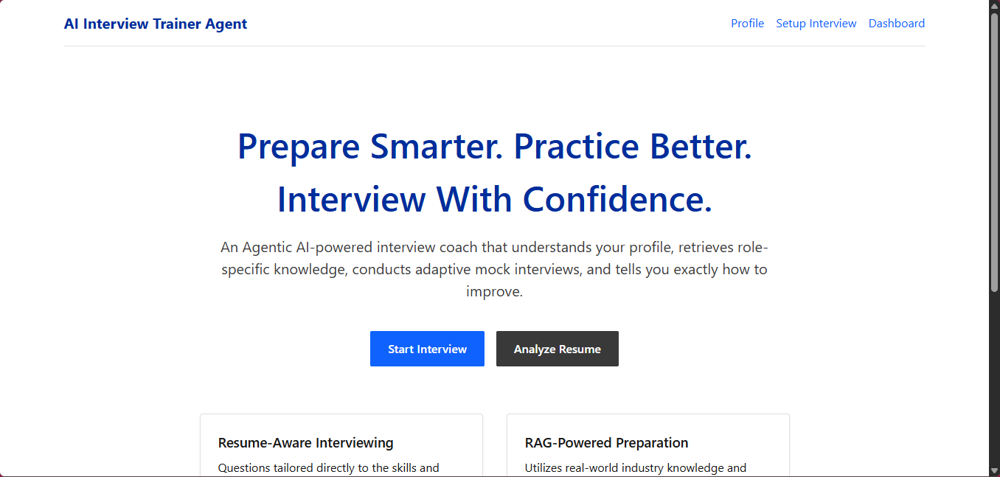 AI Interview Trainer Agent
Profile Setup Interview Dashboard
Prepare Smarter. Practice Better.
Interview With Confidence.
An Agentic AI-powered interview coach that understands your profile, retrieves role-
specific knowledge, conducts adaptive mock interviews, and tells you exactly how to
improve.
Start Interview
Analyze Resume
Resume-Aware Interviewing
Questions tailored directly to the skills and
RAG-Powered Preparation
Utilizes real-world industry knowledge and